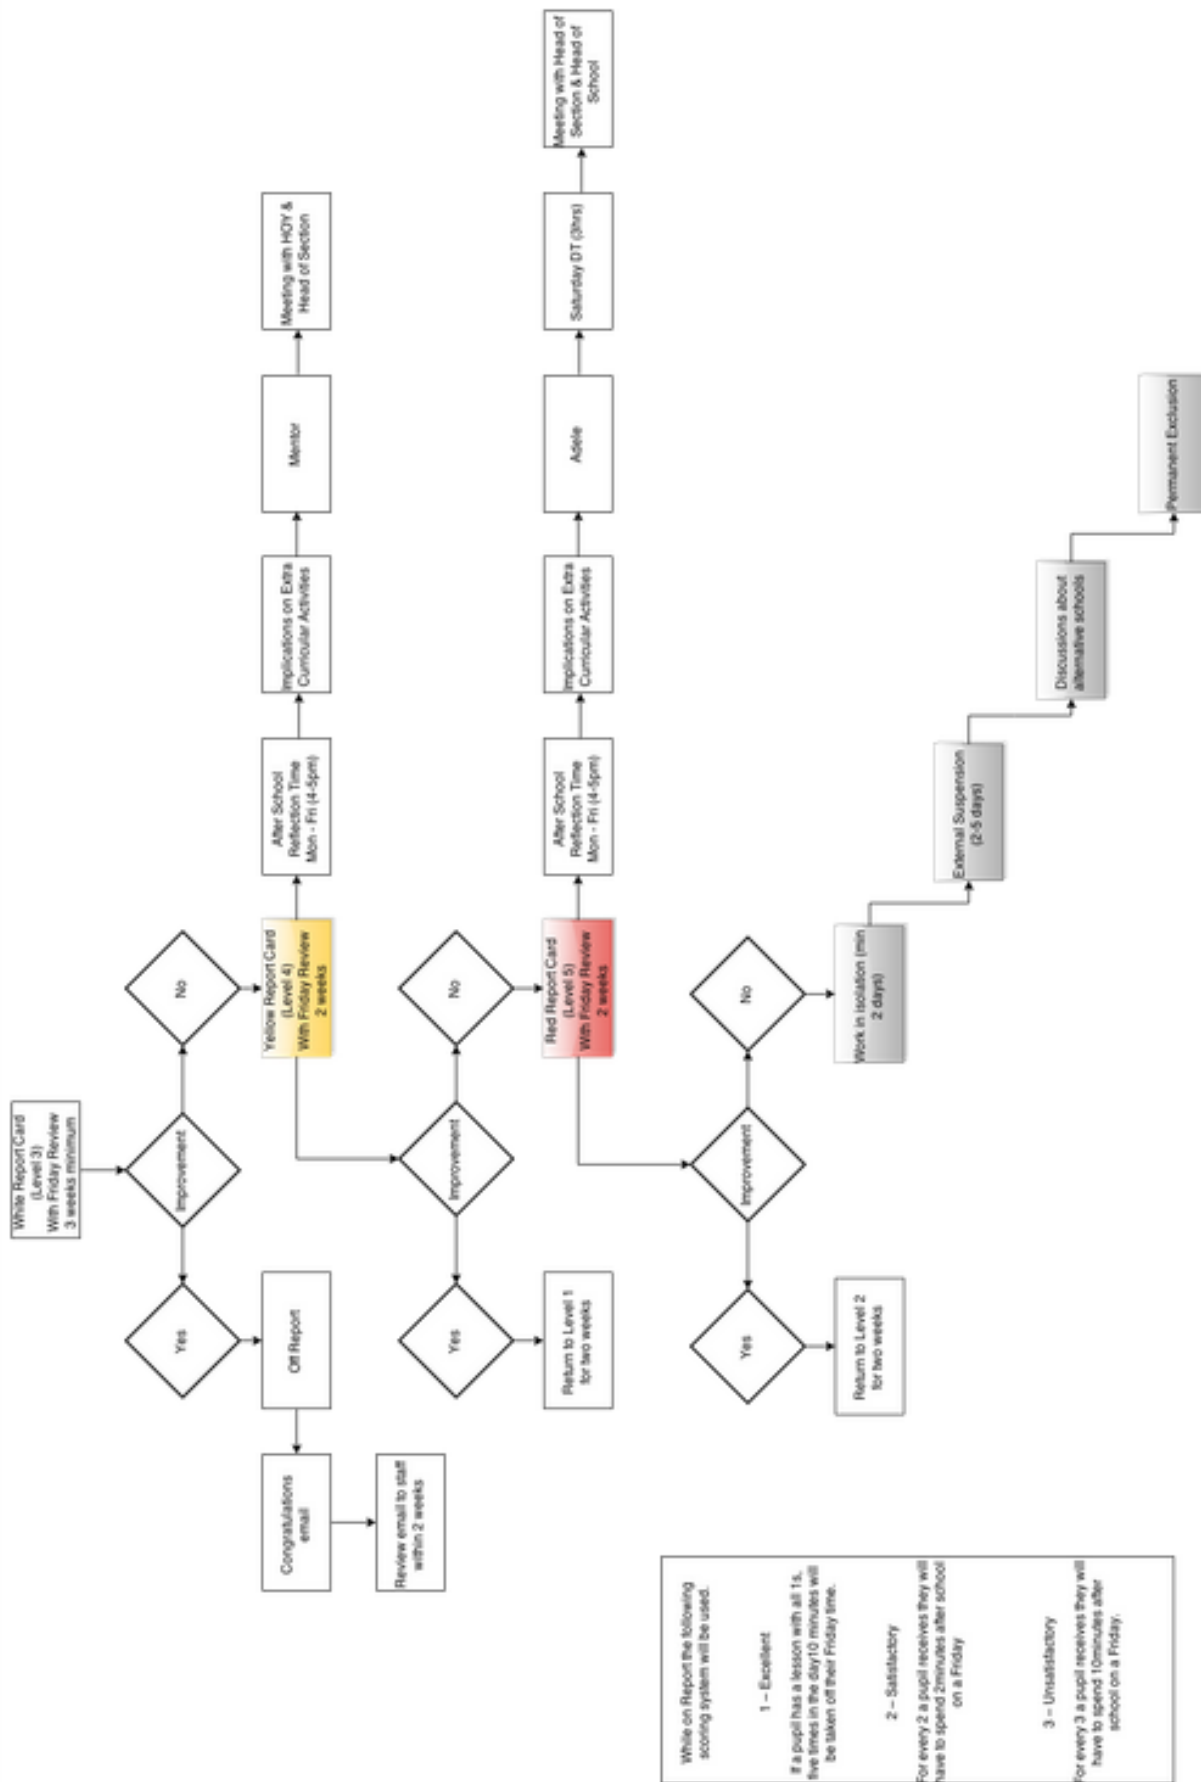 White Report Card
(Level 3)
With Friday Review
3 weeks minimum
Yes
Improvement
No
Congratulations
email
Off Report
Yellow Report Card
(Level 4)
With Friday Review
2 weeks
After School
Reflection Time
Mon - Fri (4-5pm)
Implications on Extra
Curricular Activities
Mentor
Meeting with HOY &
Head of Section
Review email to staff
within 2 weeks
Yes
Improvement
No
Return to Level 1
for two weeks
Red Report Card
(Level 5)
With Friday Review
2 weeks
After School
Reflection Time
Mon - Fri (4-5pm)
Implications on Extra
Curricular Activities
Adele
Saturday DT (3hrs)
Meeting with Head of
Section & Head of
School
Yes
Improvement
No
Return to Level 2
for two weeks
Work in isolation (min
2 days)
External Suspension
(2-5 days)
Discussions about
alternative schools
Permanent Exclusion
While on Report the following
scoring system will be used.
1 – Excellent
If a pupil has a lesson with all 1s,
five times in the day10 minutes will
be taken off their Friday time.
2 – Satisfactory
For every 2 a pupil receives they will
have to spend 2minutes after school
on a Friday
3 – Unsatisfactory
For every 3 a pupil receives they will
have to spend 10minutes after
school on a Friday.